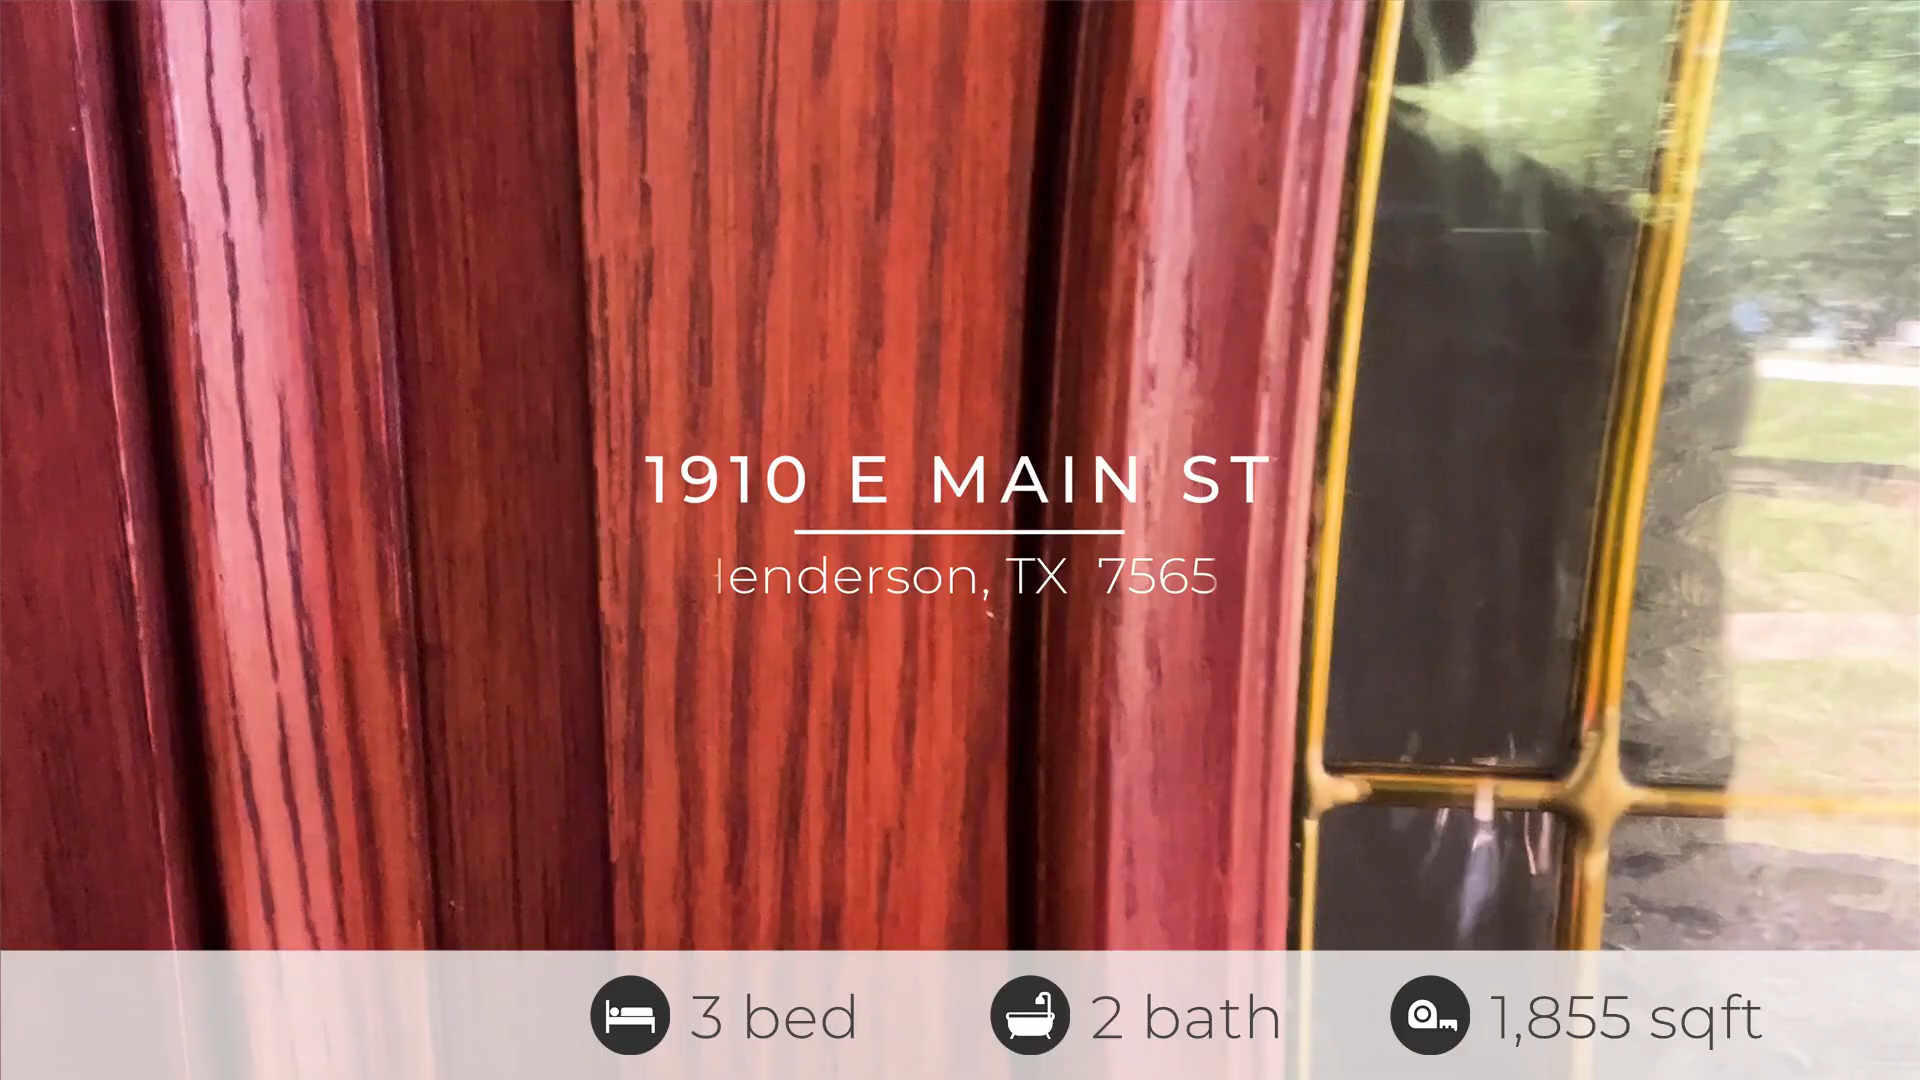 1910 E MAIN ST
enderson, TX 7565
3 bed
2 bath
1,855 sqft